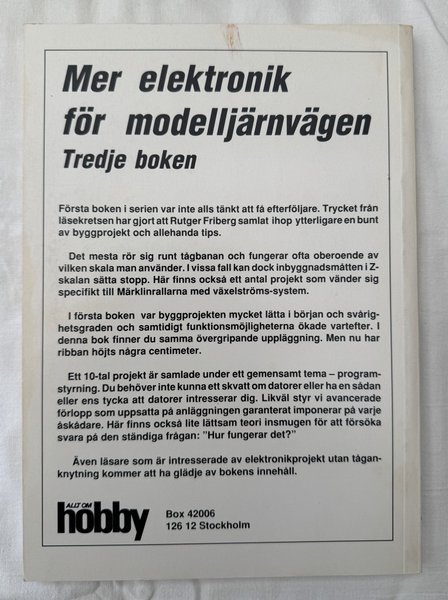 Mer elektronik
för modelljärnvägen
Tredje boken
Första boken i serien var inte alls tänkt att få efterföljare. Trycket från
läsekretsen har gjort att Rutger Friberg samlat ihop ytterligare en bunt
av byggprojekt och allehanda tips.
Det mesta rör sig runt tågbanan och fungerar ofta oberoende av
vilken skala man använder. I vissa fall kan dock inbyggnadsmåtten i Z-
skalan sätta stopp. Här finns också ett antal projekt som vänder sig
specifikt till Märklinrallarna med växelströms-system.
I första boken var byggprojekten mycket lätta i början och svårig-
hetsgraden och samtidigt funktionsmöjligheterna ökade vartefter. I
denna bok finner du samma övergripande uppläggning. Men nu har
ribban höjts några centimeter.
Ett 10-tal projekt är samlade under ett gemensamt tema – program-
styrning. Du behöver inte kunna ett skvatt om datorer eller ha en sådan
eller ens tycka att datorer intresserar dig. Likväl styr vi avancerade
förlopp som uppsatta på anläggningen garanterat imponerar på varje
åskådare. Här finns också lite lättsam teori insmugen för att försöka
svara på den ständiga frågan: "Hur fungerar det?"
Även läsare som är intresserade av elektronikprojekt utan tågan-
knytning kommer att ha glädje av bokens innehåll.
ALLT OM
hobby
Box 42006
126 12 Stockholm